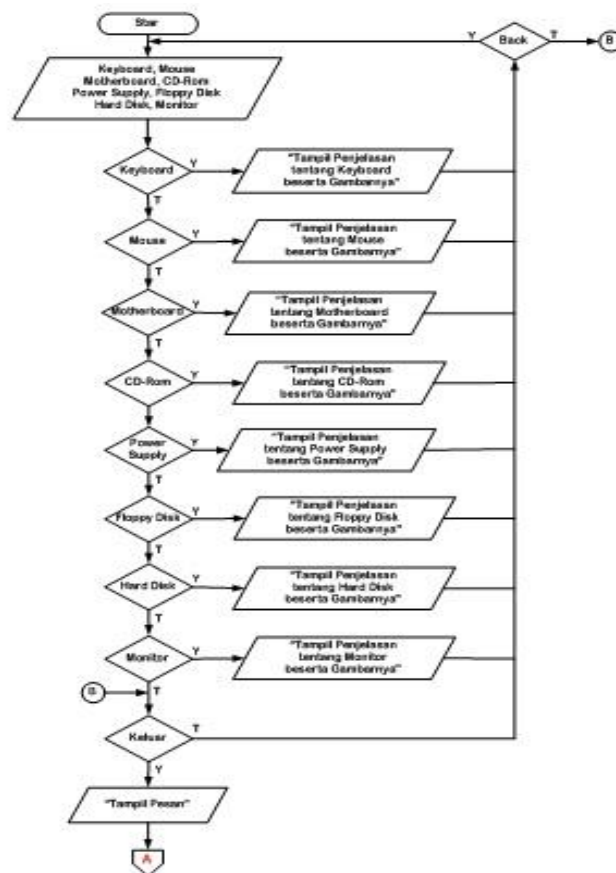 Star
Y
Back
T
B
Keyboard, Mouse
Motherboard, CD-Rom
Power Supply, Floppy Disk
Hard Disk, Monitor
Keyboard
Y
"Tampil Penjelasan
tentang Keyboard
beserta Gambarnya"
T
Mouse
Y
"Tampil Penjelasan
tentang Mouse
beserta Gambarnya"
T
Motherboard
Y
"Tampil Penjelasan
tentang Motherboard
beserta Gambarnya"
T
CD-Rom
Y
"Tampil Penjelasan
tentang CD-Rom
beserta Gambarnya"
T
Power
Supply
Y
"Tampil Penjelasan
tentang Power Supply
beserta Gambarnya"
T
Floppy Disk
Y
"Tampil Penjelasan
tentang Floppy Disk
beserta Gambarnya"
T
Hard Disk
Y
"Tampil Penjelasan
tentang Hard Disk
beserta Gambarnya"
T
Monitor
Y
"Tampil Penjelasan
tentang Monitor
beserta Gambarnya"
B
T
Keluar
T
Y
"Tampil Pesan"
A